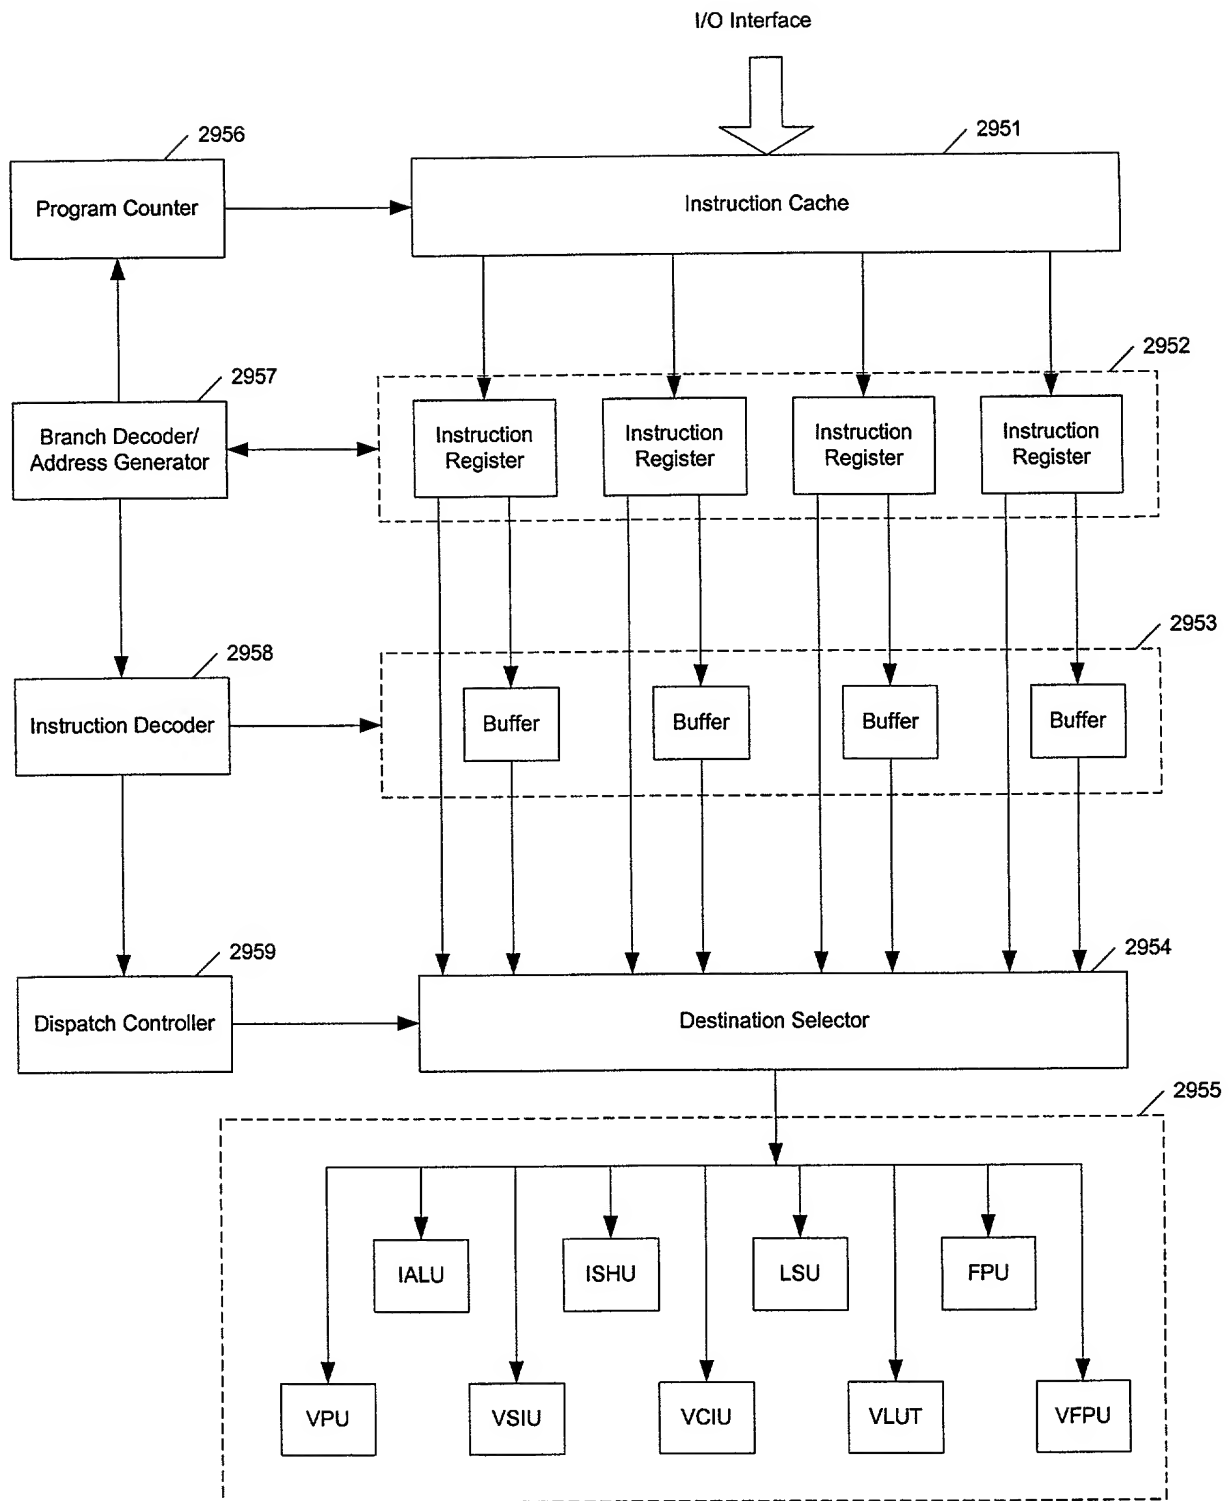 I/O Interface
2956
2951
Program Counter
Instruction Cache
2952
2957
Branch Decoder/
Address Generator
Instruction
Register
Instruction
Register
Instruction
Register
Instruction
Register
2953
2958
Instruction Decoder
Buffer
Buffer
Buffer
Buffer
2959
2954
Dispatch Controller
Destination Selector
2955
IALU
ISHU
LSU
FPU
VPU
VSIU
VCIU
VLUT
VFPU